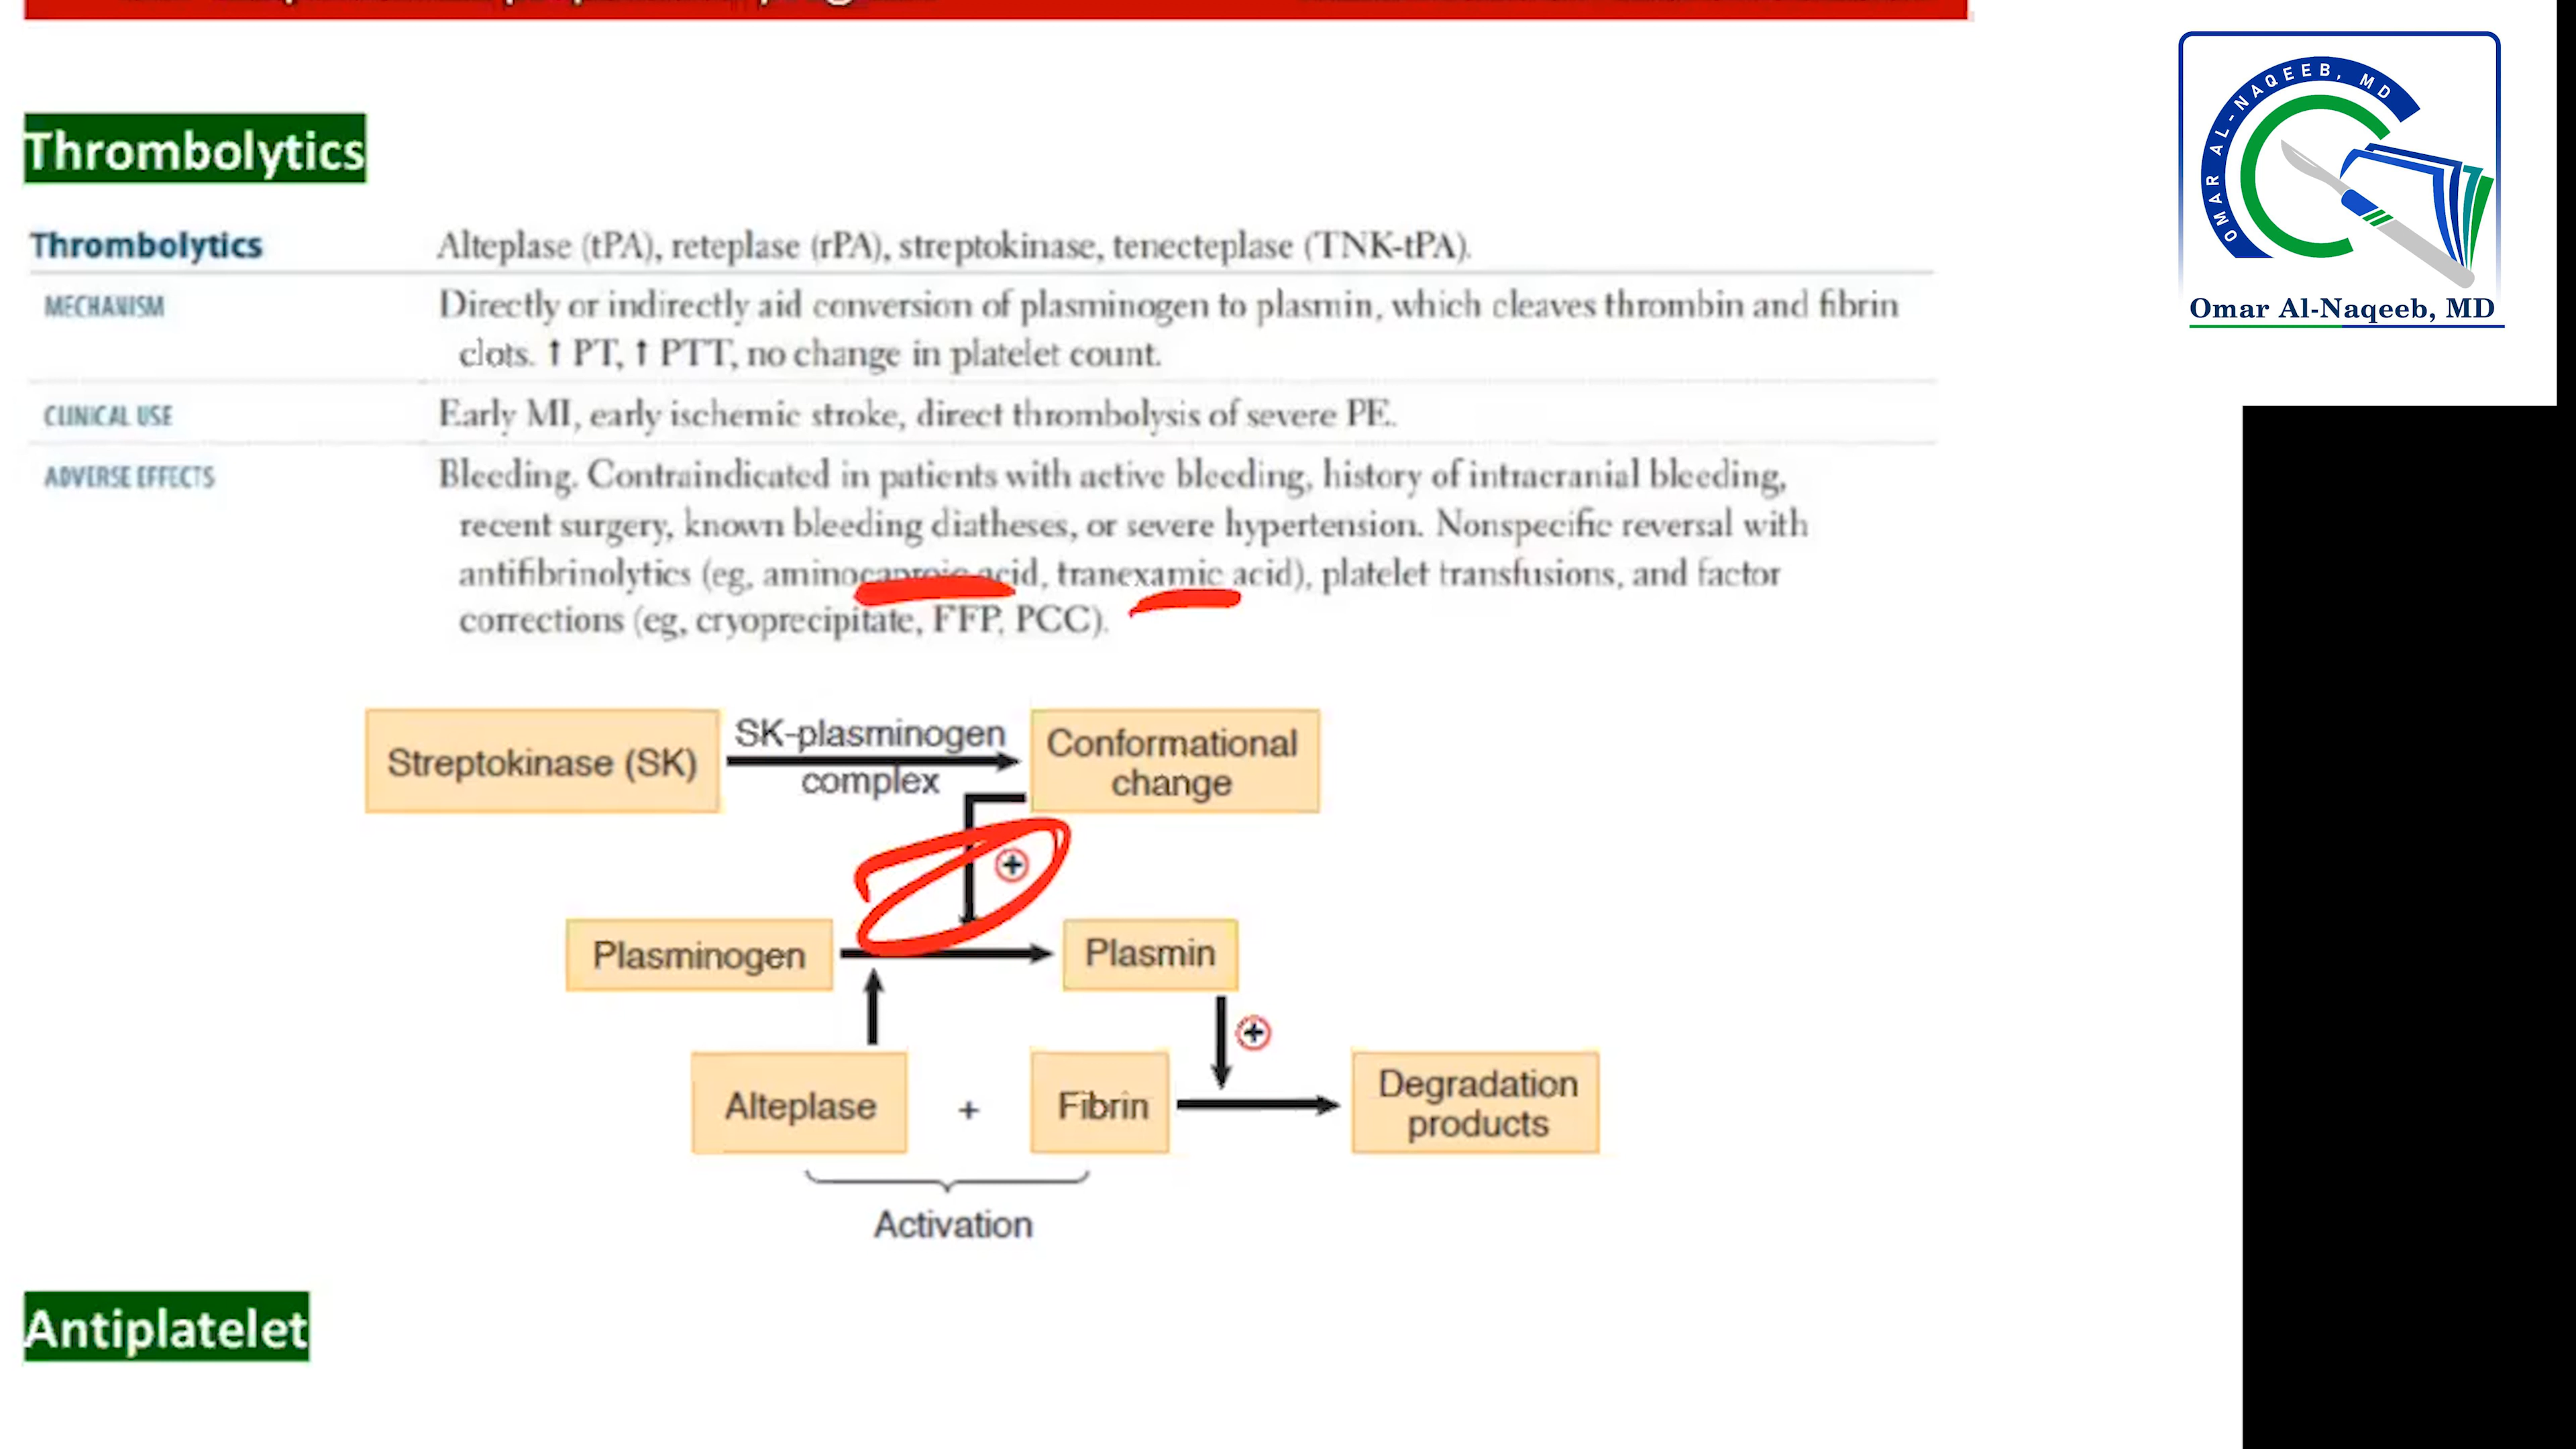 Thrombolytics
OMAR AL-NAQEEB, MD
Omar Al-Naqeeb, MD
Thrombolytics Alteplase (tPA), reteplase (rPA), streptokinase, tenecteplase (TNK-tPA).
MECHANISM Directly or indirectly aid conversion of plasminogen to plasmin, which cleaves thrombin and fibrin
clots. ↑ PT, ↑ PTT, no change in platelet count.
CLINICAL USE Early MI, early ischemic stroke, direct thrombolysis of severe PE.
ADVERSE EFFECTS Bleeding. Contraindicated in patients with active bleeding, history of intracranial bleeding,
recent surgery, known bleeding diatheses, or severe hypertension. Nonspecific reversal with
antifibrinolytics (eg, aminocaproic acid, tranexamic acid), platelet transfusions, and factor
corrections (eg, cryoprecipitate, FFP, PCC).
Streptokinase (SK)
SK-plasminogen
complex
Conformational
change
+
Plasminogen
Plasmin
+
Alteplase + Fibrin
Degradation
products
Activation
Antiplatelet